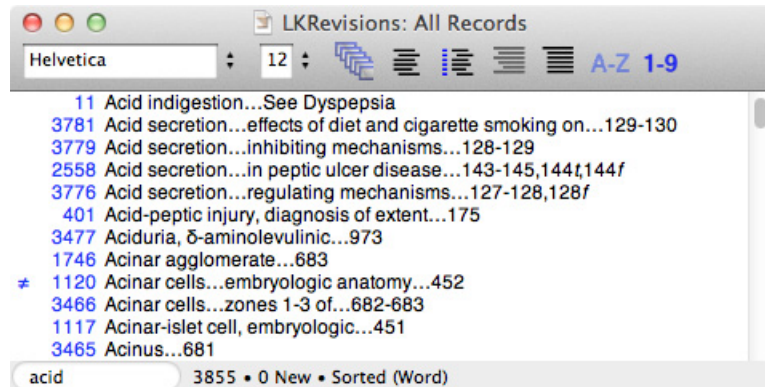 LKRevisions: All Records
Helvetica 12 A-Z 1-9
11 Acid indigestion...See Dyspepsia
3781 Acid secretion...effects of diet and cigarette smoking on...129-130
3779 Acid secretion...inhibiting mechanisms...128-129
2558 Acid secretion...in peptic ulcer disease...143-145,144t,144f
3776 Acid secretion...regulating mechanisms...127-128,128f
401 Acid-peptic injury, diagnosis of extent...175
3477 Aciduria, δ-aminolevulinic...973
1746 Acinar agglomerate...683
≠ 1120 Acinar cells...embryologic anatomy...452
3466 Acinar cells...zones 1-3 of...682-683
1117 Acinar-islet cell, embryologic...451
3465 Acinus...681
acid 3855 • 0 New • Sorted (Word)